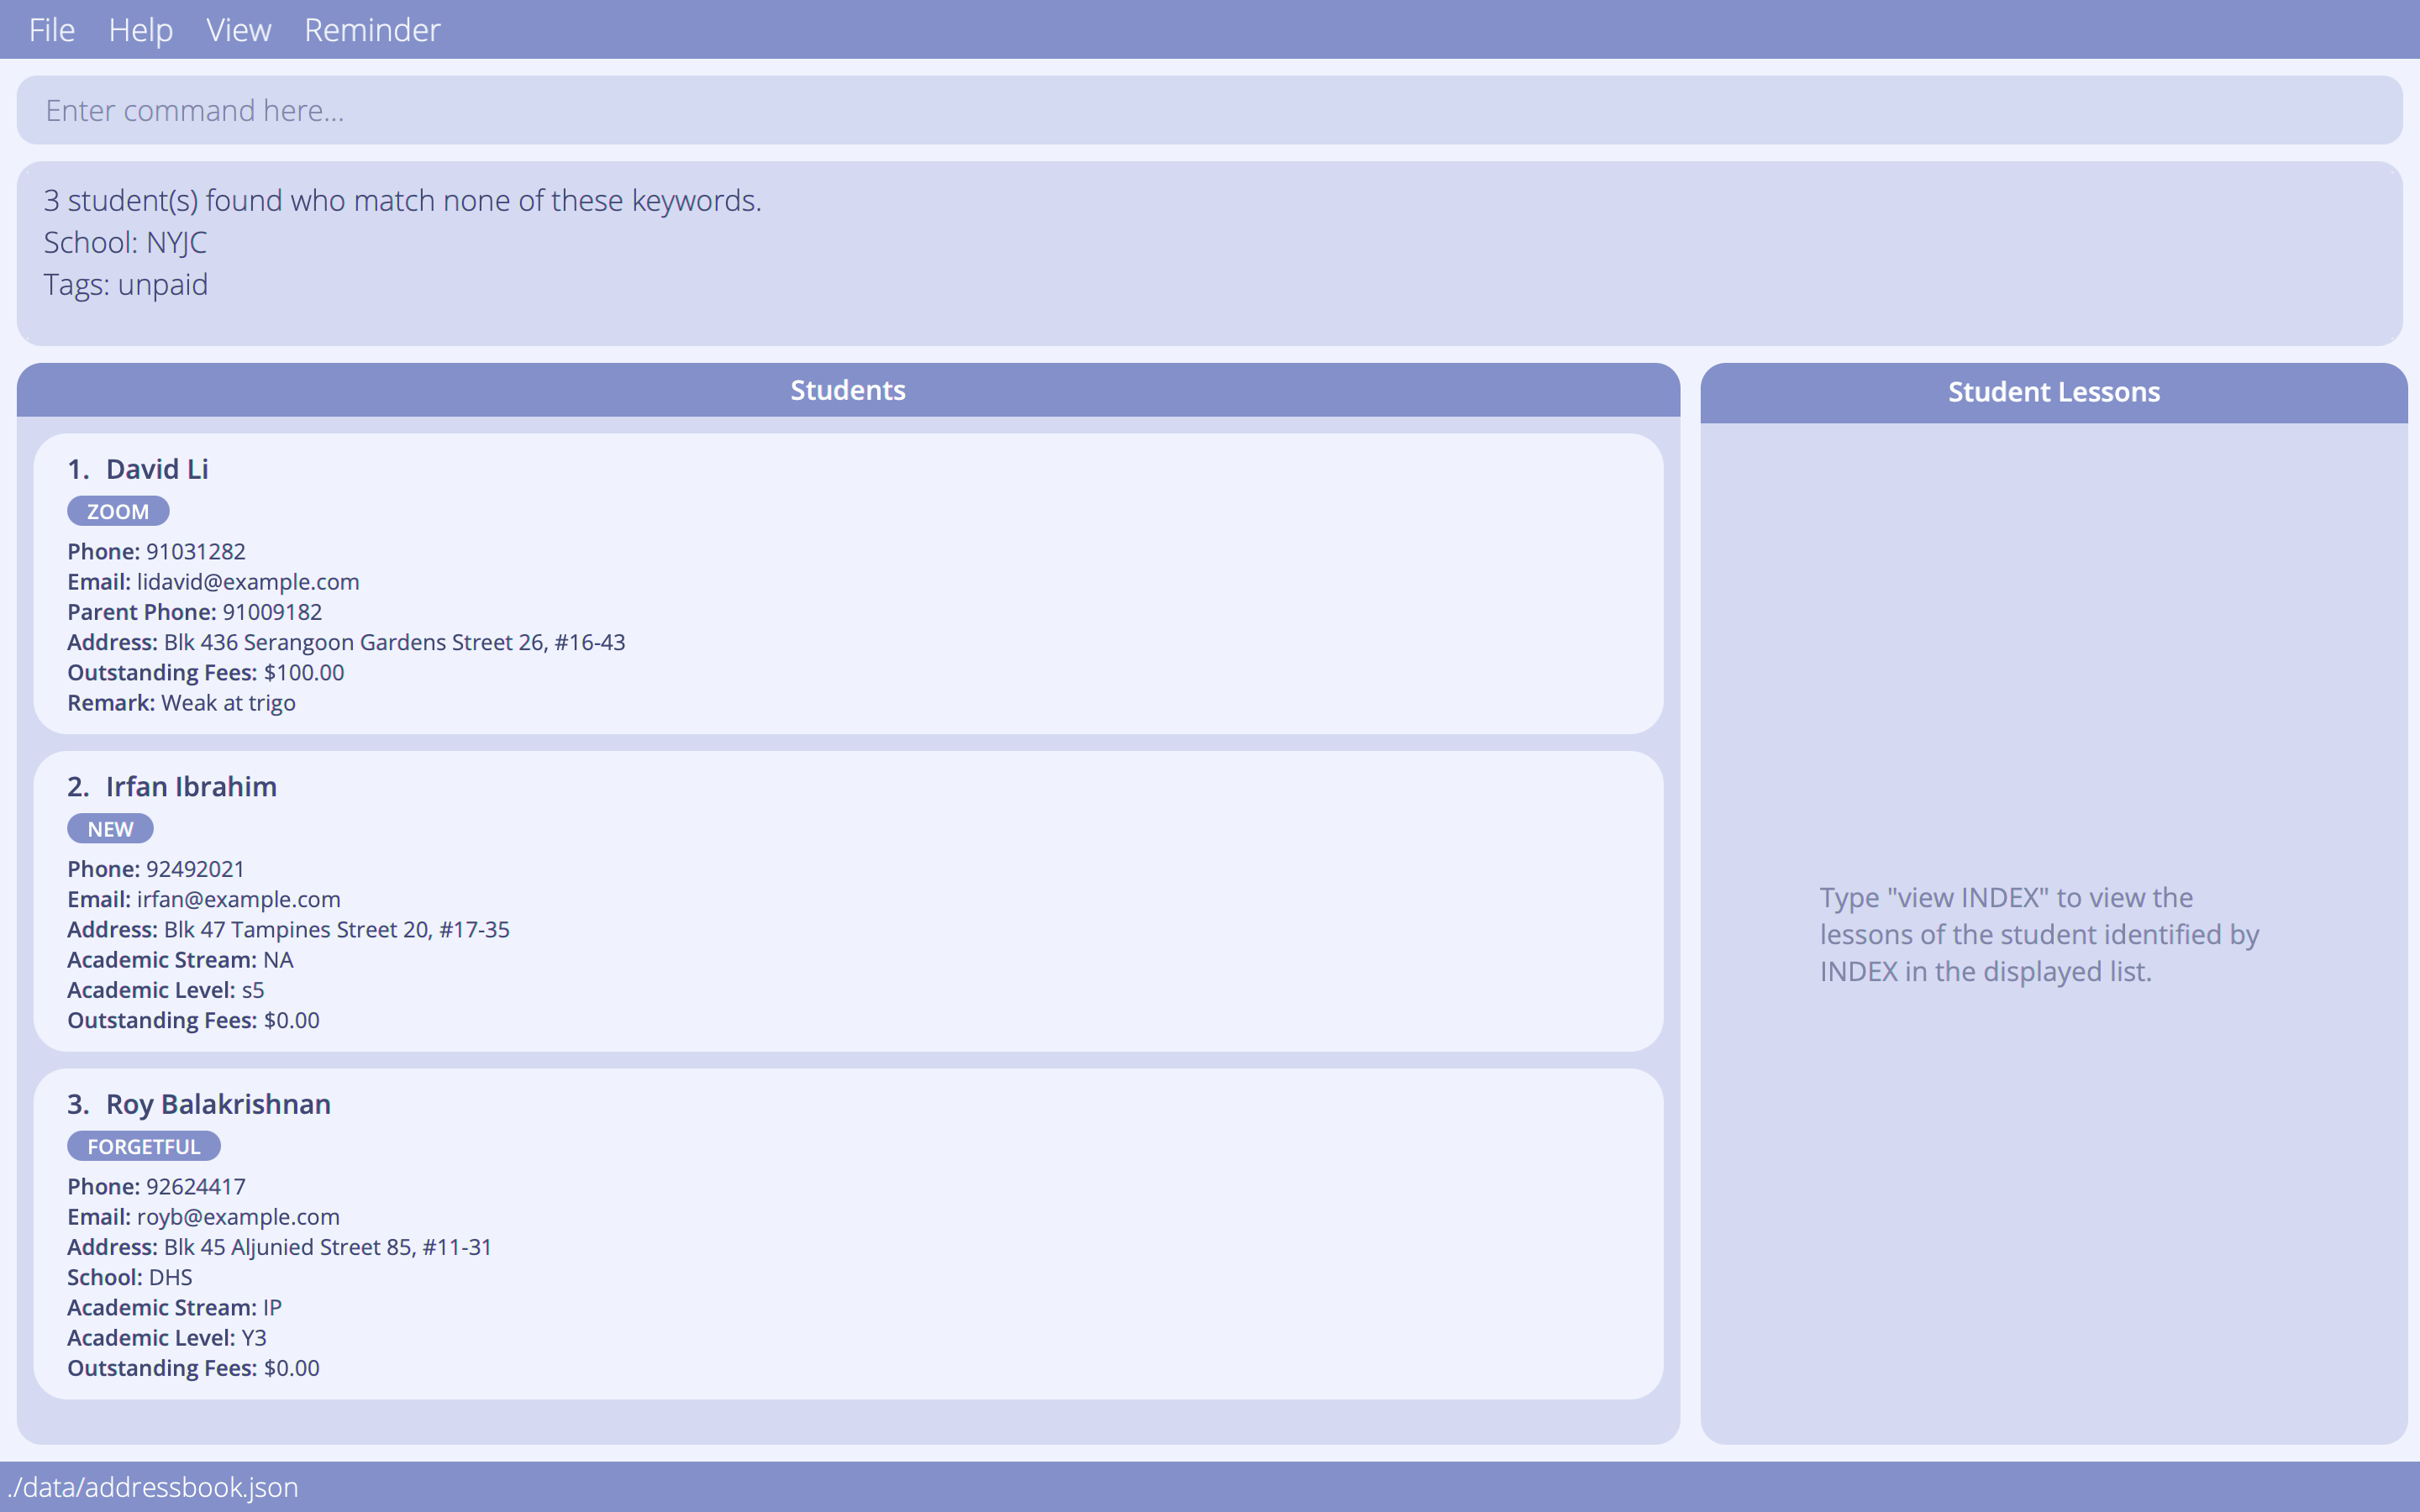 File Help View Reminder
Enter command here...
3 student(s) found who match none of these keywords.
School: NYJC
Tags: unpaid
Students
1. David Li
ZOOM
Phone: 91031282
Email: lidavid@example.com
Parent Phone: 91009182
Address: Blk 436 Serangoon Gardens Street 26, #16-43
Outstanding Fees: $100.00
Remark: Weak at trigo
2. Irfan Ibrahim
NEW
Phone: 92492021
Email: irfan@example.com
Address: Blk 47 Tampines Street 20, #17-35
Academic Stream: NA
Academic Level: s5
Outstanding Fees: $0.00
3. Roy Balakrishnan
FORGETFUL
Phone: 92624417
Email: royb@example.com
Address: Blk 45 Aljunied Street 85, #11-31
School: DHS
Academic Stream: IP
Academic Level: Y3
Outstanding Fees: $0.00
Student Lessons
Type "view INDEX" to view the
lessons of the student identified by
INDEX in the displayed list.
./data/addressbook.json